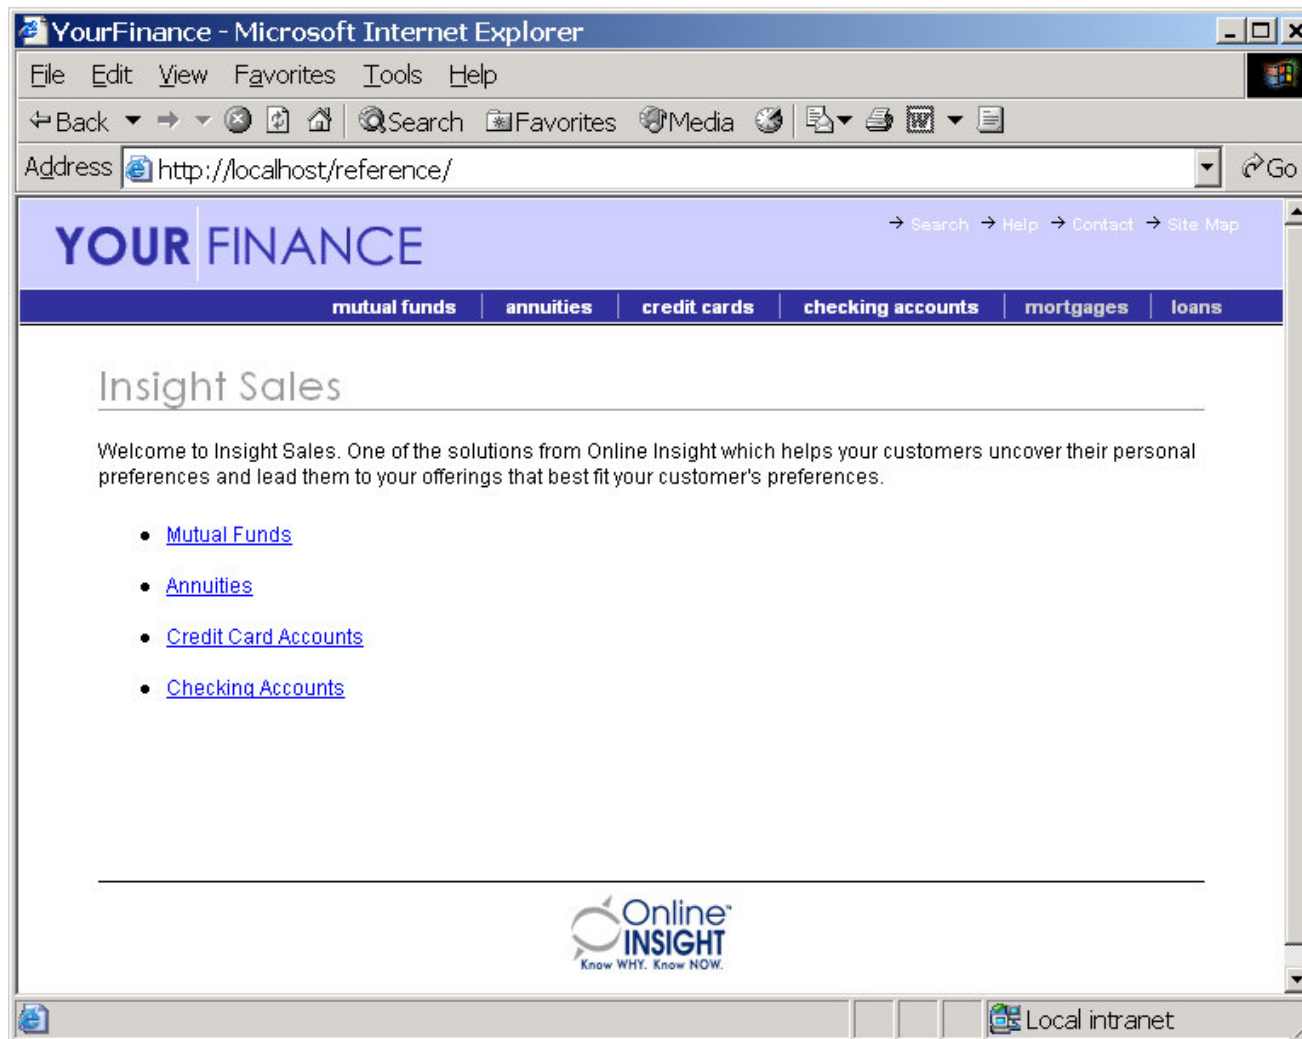 YourFinance - Microsoft Internet Explorer
File Edit View Favorites Tools Help
Back Search Favorites Media
Address http://localhost/reference/ Go
YOUR FINANCE
Search Help Contact Site Map
mutual funds annuities credit cards checking accounts mortgages loans
Insight Sales
Welcome to Insight Sales. One of the solutions from Online Insight which helps your customers uncover their personal
preferences and lead them to your offerings that best fit your customer's preferences.
Mutual Funds
Annuities
Credit Card Accounts
Checking Accounts
Online™
INSIGHT
Know WHY. Know NOW.
Local intranet